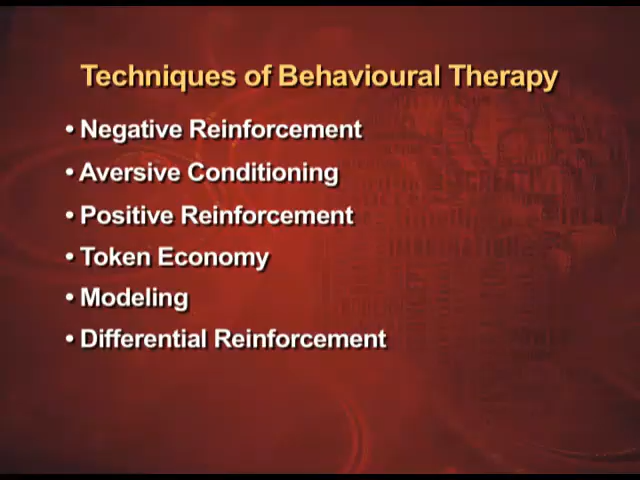 Techniques of Behavioural Therapy
• Negative Reinforcement
• Aversive Conditioning
• Positive Reinforcement
• Token Economy
• Modeling
• Differential Reinforcement